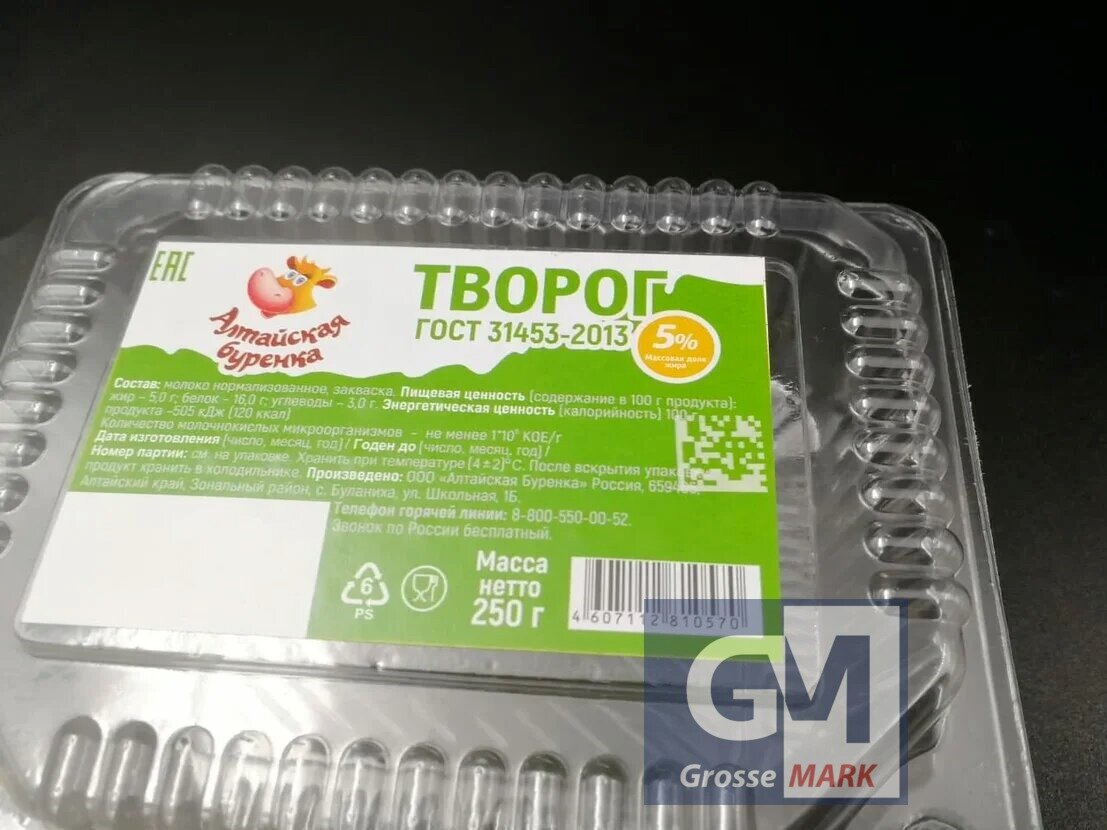 ЕАС
Алтайская
буренка
ТВОРОГ
ГОСТ 31453-2013
5%
Массовая доля
жира
Состав: молоко нормализованное, закваска. Пищевая ценность (содержание в 100 г продукта):
жир – 5,0 г; белок - 16,0 г; углеводы – 3,0 г. Энергетическая ценность (калорийность) 100 г
продукта -505 кДж (120 ккал)
Количество молочнокислых микроорганизмов - не менее 1*10⁶ КОЕ/г
Дата изготовления (число, месяц, год) / Годен до (число, месяц, год) /
Номер партии: см. на упаковке. Хранить при температуре (4±2)°С. После вскрытия
продукт хранить в холодильнике. Произведено: ООО «Алтайская Буренка» Россия,
Алтайский край, Зональный район, с. Буланиха, ул. Школьная, 1Б.
Телефон горячей линии: 8-800-550-00-52.
Звонок по России бесплатный.
6
PS
Масса
нетто
250 г
4 607112 810570
GM
Grosse MARK